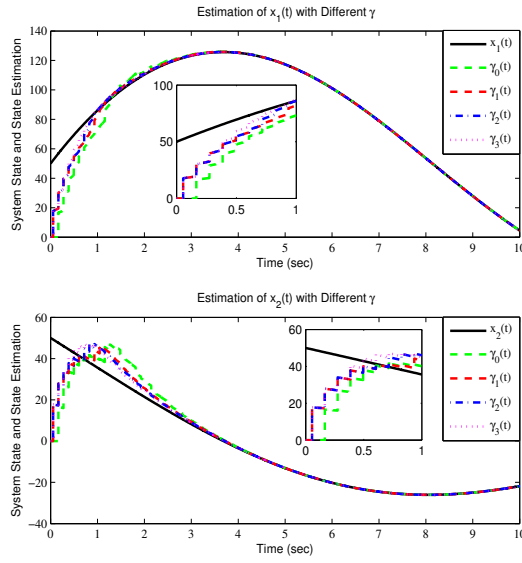 Estimation of x₁(t) with Different γ
System State and State Estimation
140
120
100
80
60
40
20
0
0 1 2 3 4 5 6 7 8 9 10
Time (sec)
100
50
0
0 0.5 1
x₁(t)
γ₀(t)
γ₁(t)
γ₂(t)
γ₃(t)
Estimation of x₂(t) with Different γ
System State and State Estimation
60
40
20
0
−20
−40
0 1 2 3 4 5 6 7 8 9 10
Time (sec)
60
40
20
0
0 0.5 1
x₂(t)
γ₀(t)
γ₁(t)
γ₂(t)
γ₃(t)